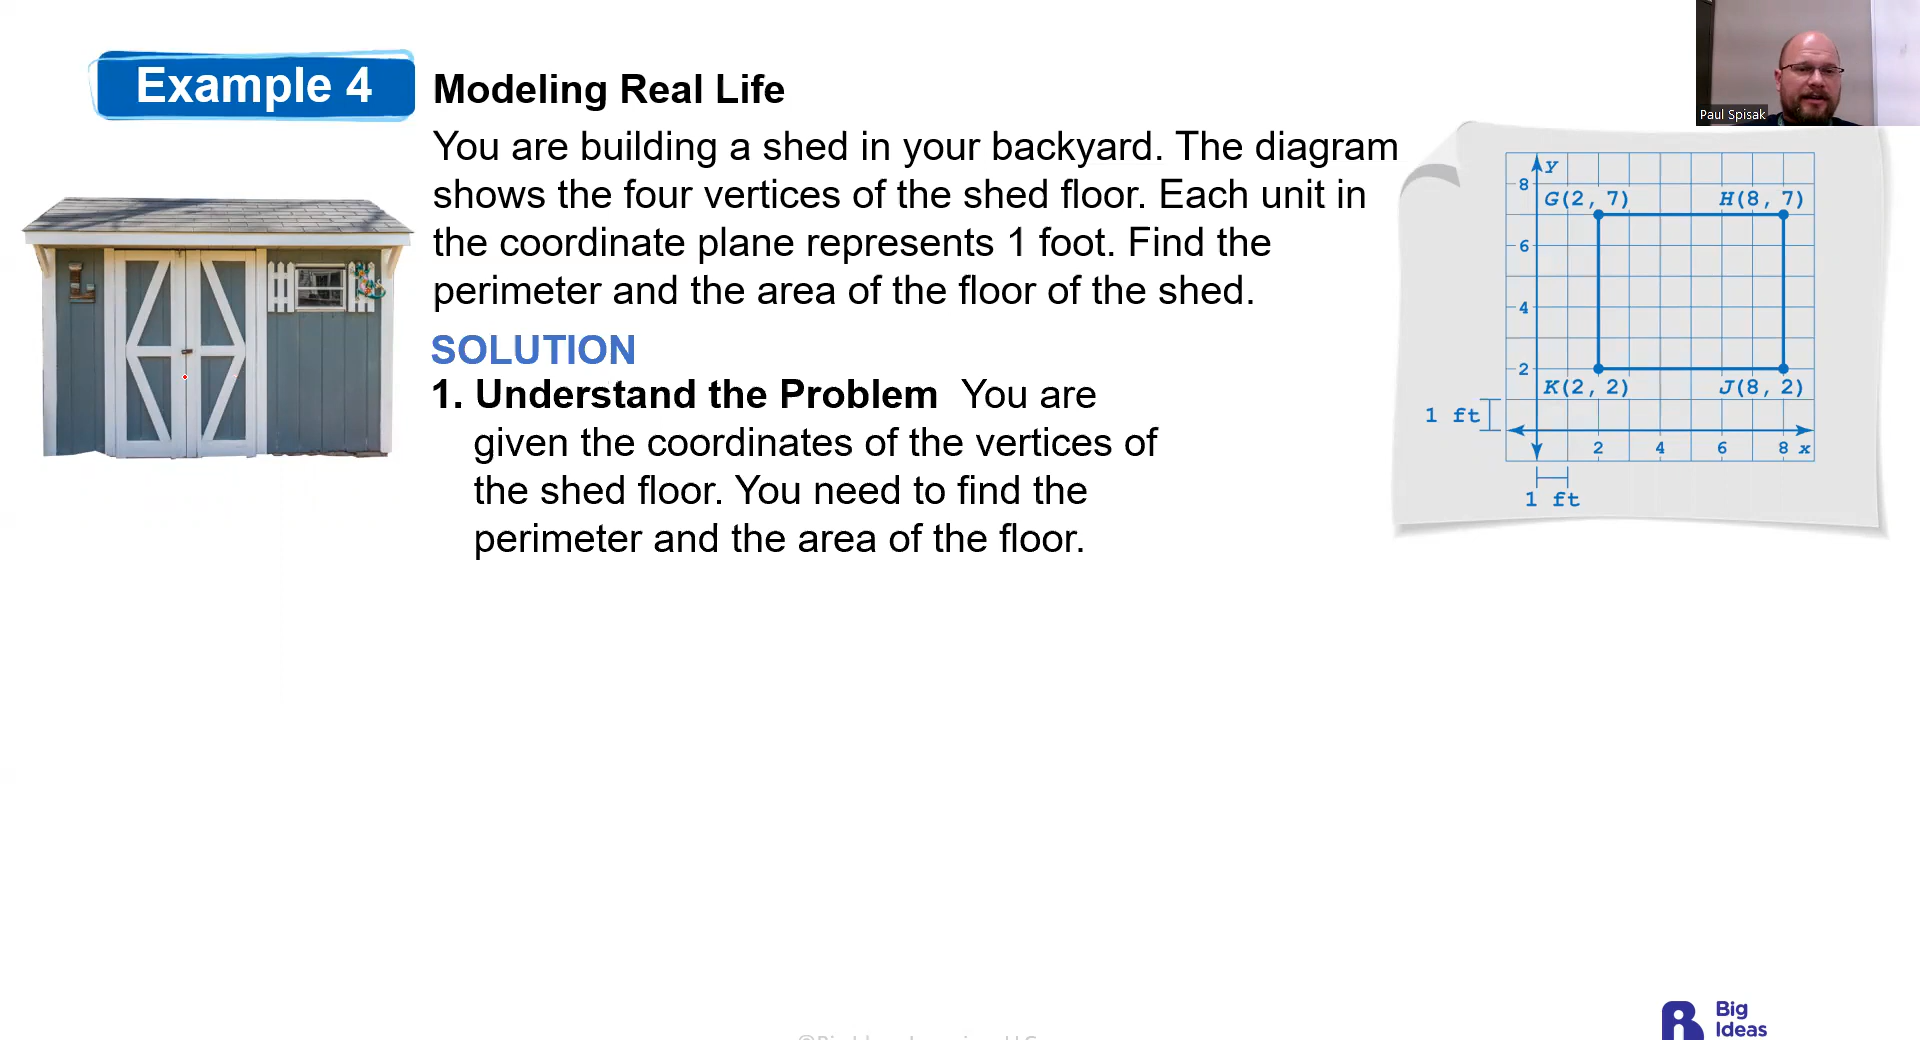 Example 4
Modeling Real Life
You are building a shed in your backyard. The diagram
shows the four vertices of the shed floor. Each unit in
the coordinate plane represents 1 foot. Find the
perimeter and the area of the floor of the shed.
SOLUTION
1. Understand the Problem You are
given the coordinates of the vertices of
the shed floor. You need to find the
perimeter and the area of the floor.
Paul Spisak
y
8
G(2, 7) H(8, 7)
6
4
2
K(2, 2) J(8, 2)
1 ft
2 4 6 8 x
1 ft
Big
Ideas